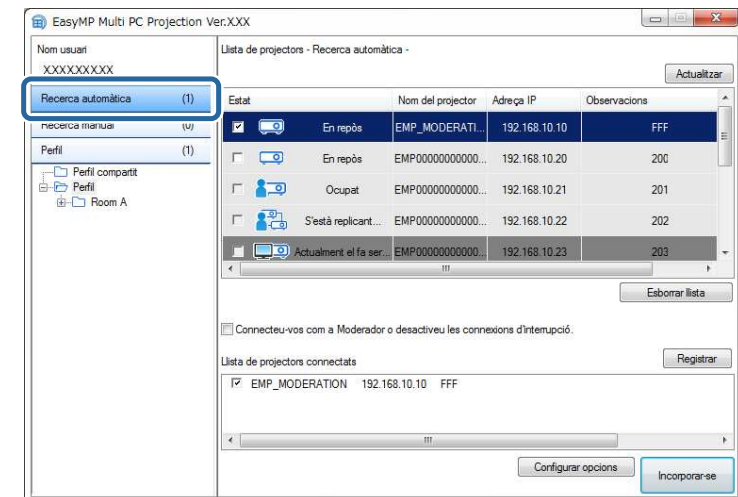 EasyMP Multi PC Projection Ver.XXX
Nom usuari
XXXXXXXXX
Recerca automàtica (1)
Recerca manual (0)
Perfil (1)
Perfil compartit
Perfil
Room A
Llista de projectors - Recerca automàtica -
Actualitzar
Estat Nom del projector Adreça IP Observacions
En repòs EMP_MODERATI... 192.168.10.10 FFF
En repòs EMP00000000000... 192.168.10.20 200
Ocupat EMP00000000000... 192.168.10.21 201
S'està replicant... EMP00000000000... 192.168.10.22 202
Actualment el fa ser... EMP00000000000... 192.168.10.23 203
Esborrar llista
Connecteu-vos com a Moderador o desactiveu les connexions d'interrupció.
Llista de projectors connectats
Registrar
EMP_MODERATION 192.168.10.10 FFF
Configurar opcions
Incorporar-se